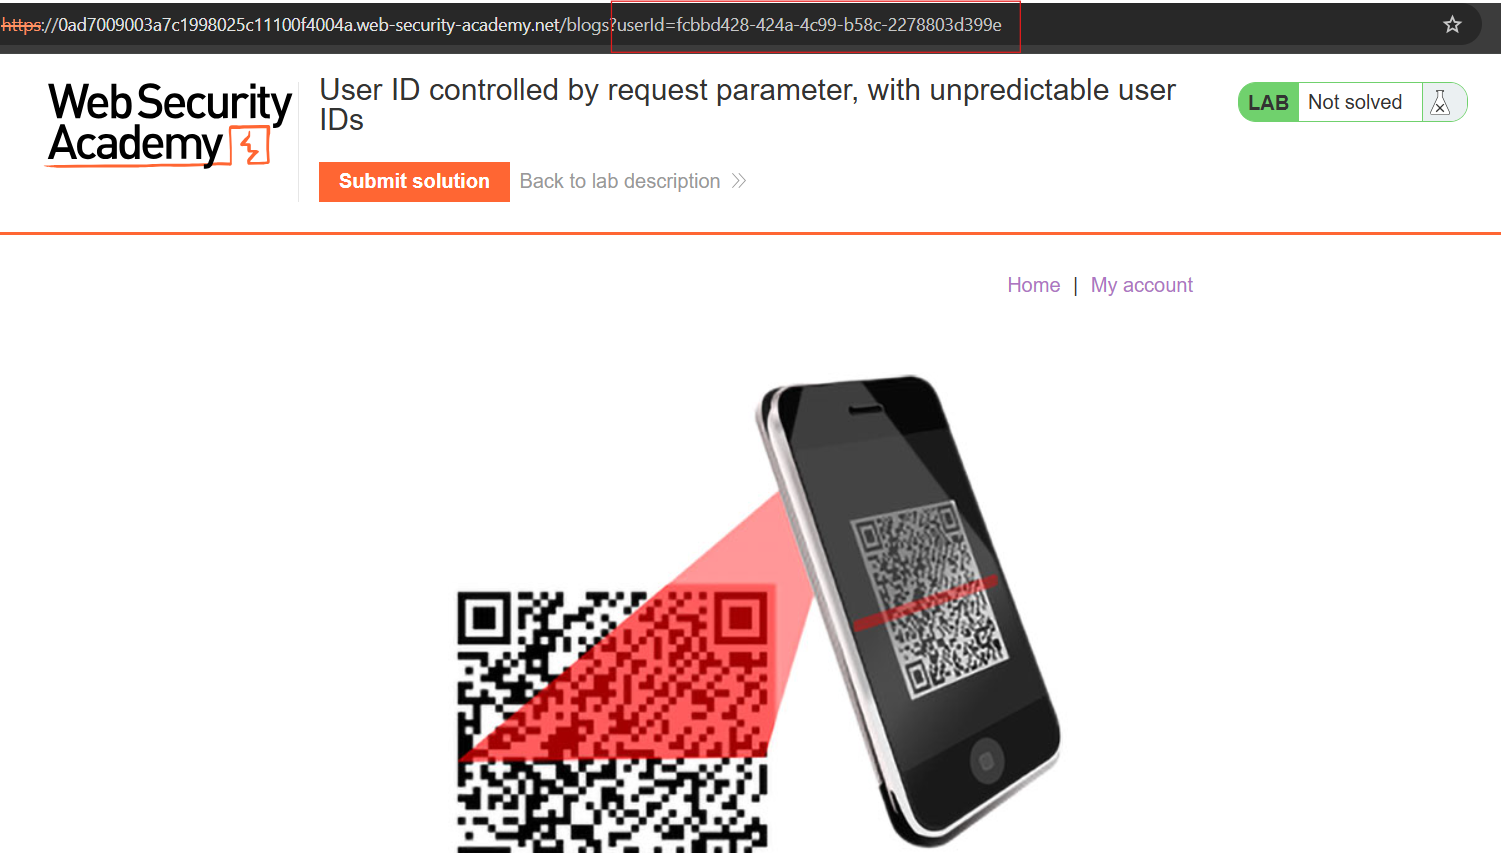 https://0ad7009003a7c1998025c11100f4004a.web-security-academy.net/blogs?userId=fcbbd428-424a-4c99-b58c-2278803d399e
Web Security
Academy
User ID controlled by request parameter, with unpredictable user
IDs
LAB Not solved
Submit solution Back to lab description
Home | My account